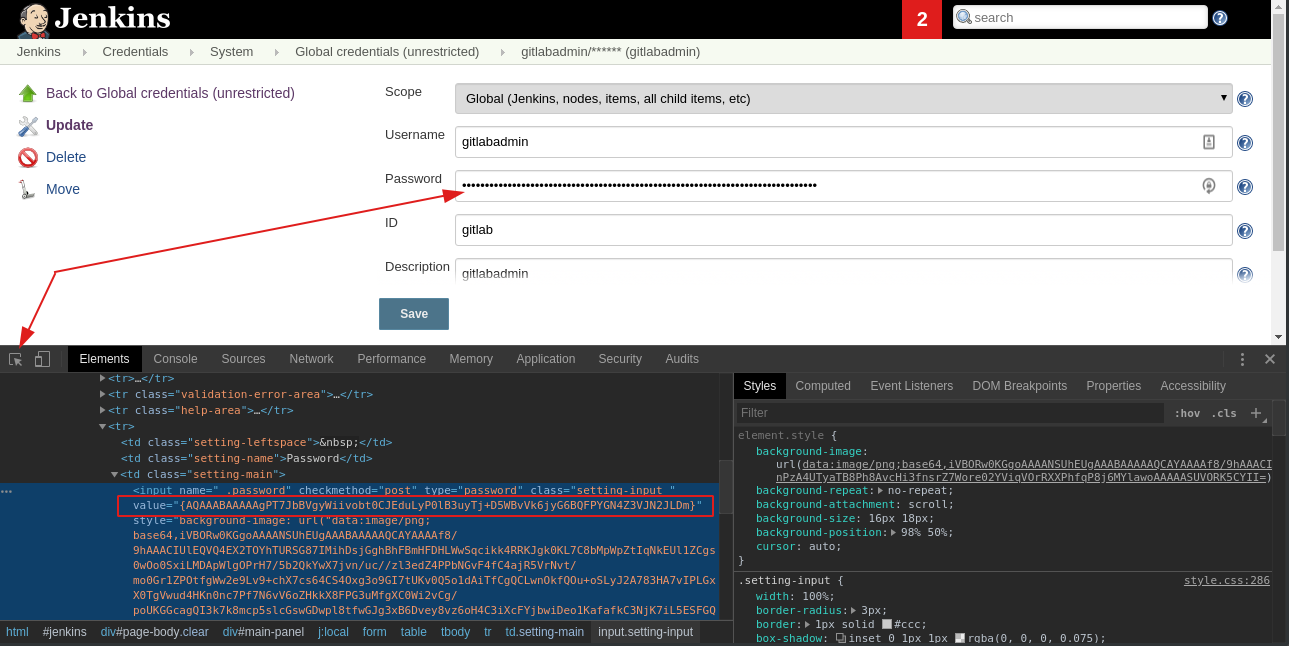 Jenkins
2
search
Jenkins Credentials System Global credentials (unrestricted) gitlabadmin/****** (gitlabadmin)
Back to Global credentials (unrestricted)
Update
Delete
Move
Scope Global (Jenkins, nodes, items, all child items, etc)
Username gitlabadmin
Password ••••••••••••••••••••••••••••••••••••••••••••••••••••••••••••••••••••••••••••••
ID gitlab
Description gitlabadmin
Save
Elements Console Sources Network Performance Memory Application Security Audits
<tr>…</tr>
<tr class="validation-error-area">…</tr>
<tr class="help-area">…</tr>
<tr>
<td class="setting-leftspace">&nbsp;</td>
<td class="setting-name">Password</td>
<td class="setting-main">
<input name="_.password" checkmethod="post" type="password" class="setting-input "
value="{AQAAABAAAAAgPT7JbBVgyWiivobt0CJEduLyP0lB3uyTj+D5WBvVk6jyG6BQFPYGN4Z3VJN2JLDm}"
style="background-image: url("data:image/png;
base64,iVBORw0KGgoAAAANSUhEUgAAABAAAAAQCAYAAAAf8/
9hAAACIUlEQVQ4EX2TOYhTURSG87IMihDsjGghBhFBmHFDHLWwSqcikk4RRKJgk0KL7C8bMpWpZtIqNkEUl1ZCgs
0wOo0SxiLMDApWlgOPrH7/5b2QkYwX7jvn/uc//zl3edZ4PPbNGvF4fC4ajR5VrNvt/
mo0Gr1ZPOtfgWw2e9Lv9+chX7cs64CS4Oxg3o9GI7tUKv0Q5o1dAiTfCgQCLwnOkfQOu+oSLyJ2A783HA7vIPLGx
X0TgVwud4HKn0nc7Pf7N6vV6oZHkkX8FPG3uMfgXC0Wi2vCg/
poUKGGcagQI3k7k8mcp5slcGswGDwpl8tfwGJg3xB6Dvey8vz6oH4C3iXcFYjbwiDeo1KafafkC3NjK7iL5ESFGQ
html #jenkins div#page-body.clear div#main-panel j:local form table tbody tr td.setting-main input.setting-input
Styles Computed Event Listeners DOM Breakpoints Properties Accessibility
Filter :hov .cls +
element.style {
background-image:
url(data:image/png;base64,iVBORw0KGgoAAAANSUhEUgAAABAAAAAQCAYAAAAf8/9hAAACI
nPzA4UTyaTB8Ph8AvcHi3fnsrZ7Wore02YViqVOrRXXPhfqP8j6MYlawoAAAAASUVORK5CYII=)
background-repeat: no-repeat;
background-attachment: scroll;
background-size: 16px 18px;
background-position: 98% 50%;
cursor: auto;
}
.setting-input { style.css:286
width: 100%;
border-radius: 3px;
border: 1px solid #ccc;
box-shadow: inset 0 1px 1px rgba(0, 0, 0, 0.075);